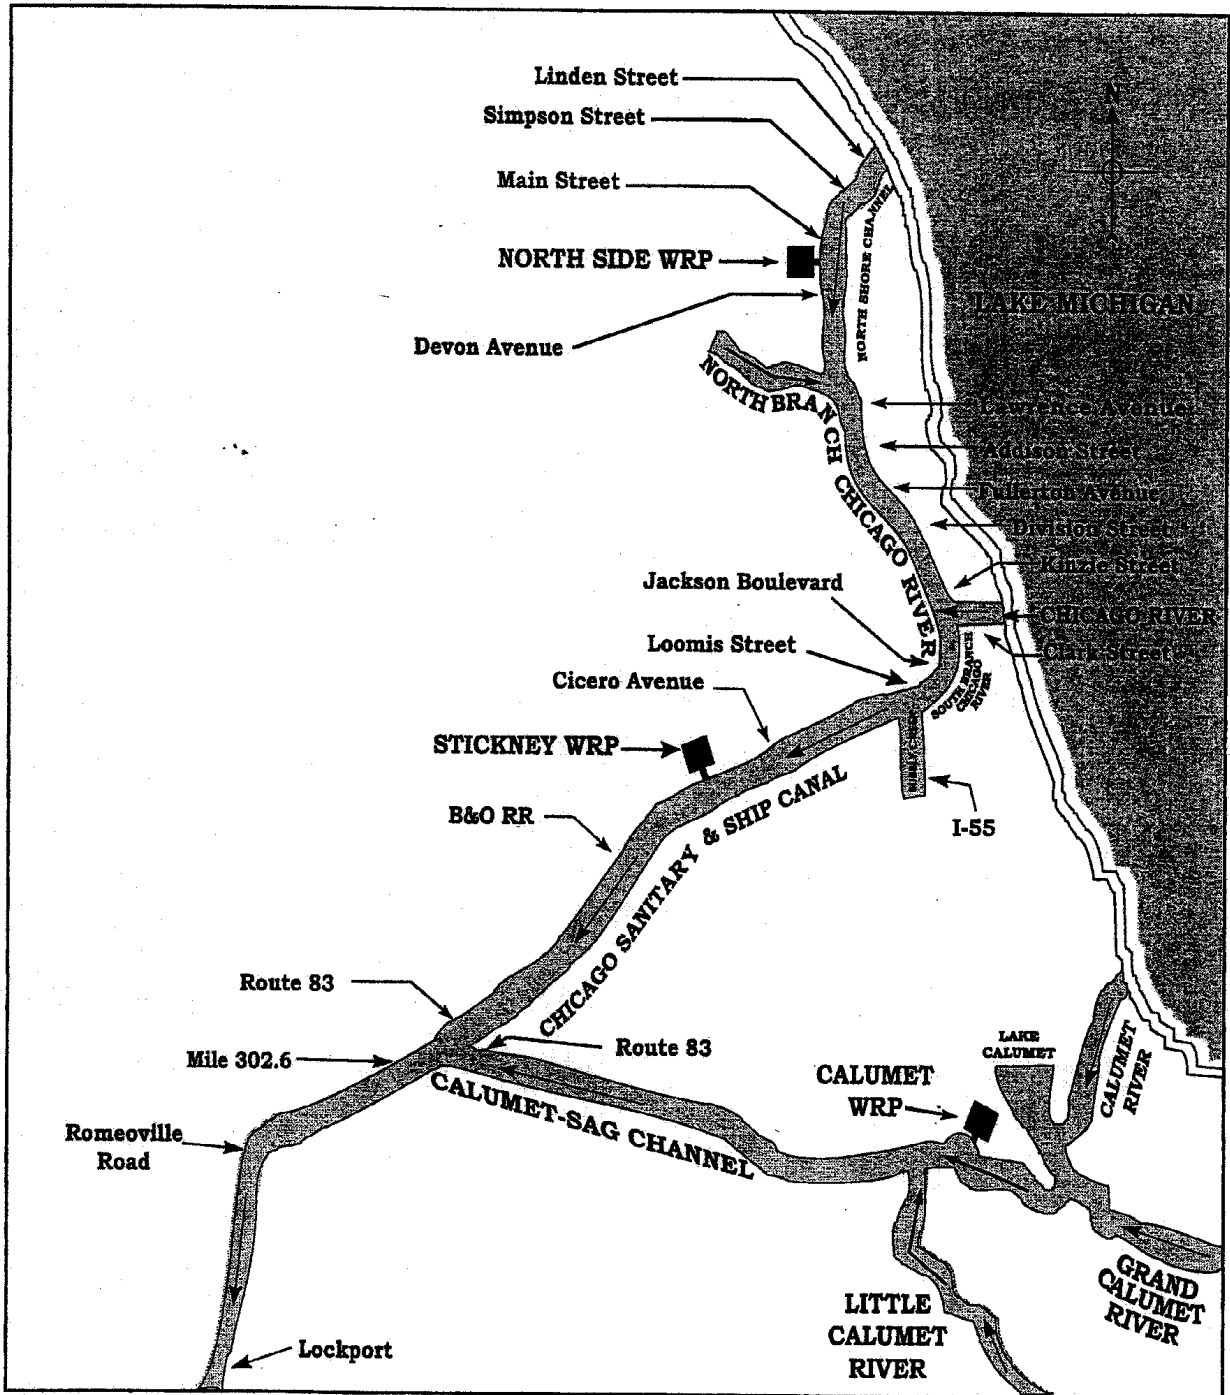 Linden Street
Simpson Street
Main Street
NORTH SHORE CHANNEL
N
NORTH SIDE WRP
LAKE MICHIGAN
Devon Avenue
NORTH BRANCH CHICAGO RIVER
Lawrence Avenue
Addison Street
Fullerton Avenue
Division Street
Kinzie Street
Jackson Boulevard
CHICAGO RIVER
Loomis Street
Clark Street
SOUTH BRANCH
CHICAGO
RIVER
Cicero Avenue
STICKNEY WRP
B&O RR
I-55
CHICAGO SANITARY & SHIP CANAL
Route 83
Mile 302.6
Route 83
LAKE
CALUMET
CALUMET
RIVER
CALUMET
WRP
CALUMET-SAG CHANNEL
Romeoville
Road
GRAND
CALUMET
RIVER
LITTLE
CALUMET
RIVER
Lockport